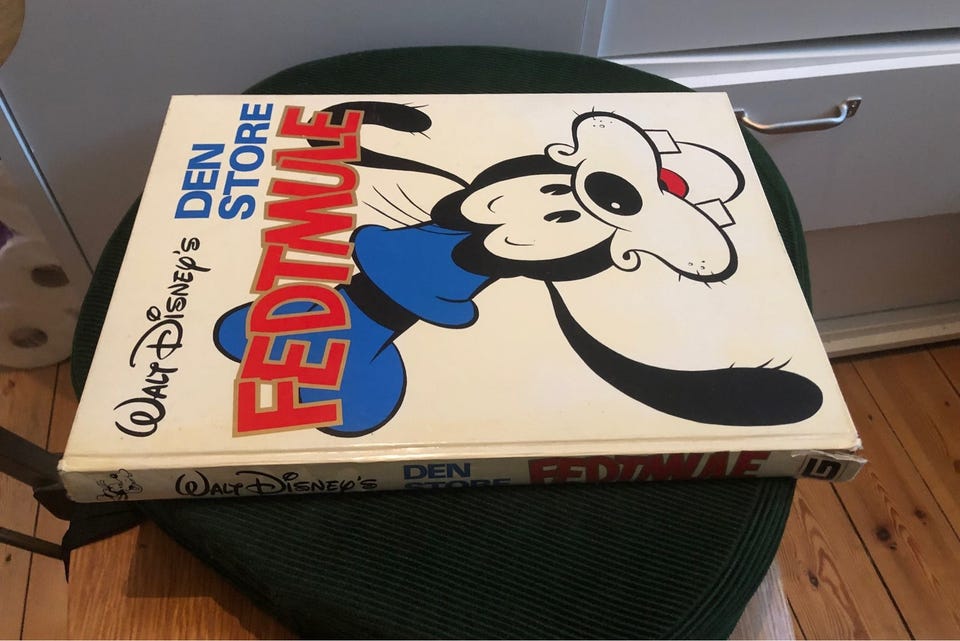 WALT DISNEY'S
DEN
STORE
FEDTMULE
WALT DISNEY'S
DEN
STORE
FEDTMULE
5